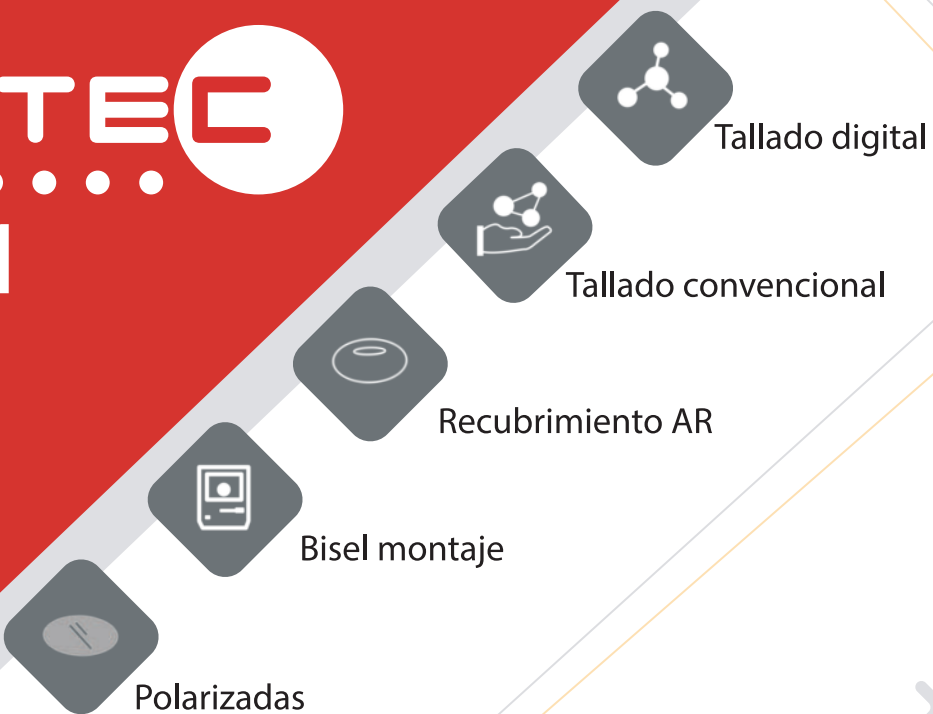 TEC
Tallado digital
Tallado convencional
Recubrimiento AR
Bisel montaje
Polarizadas